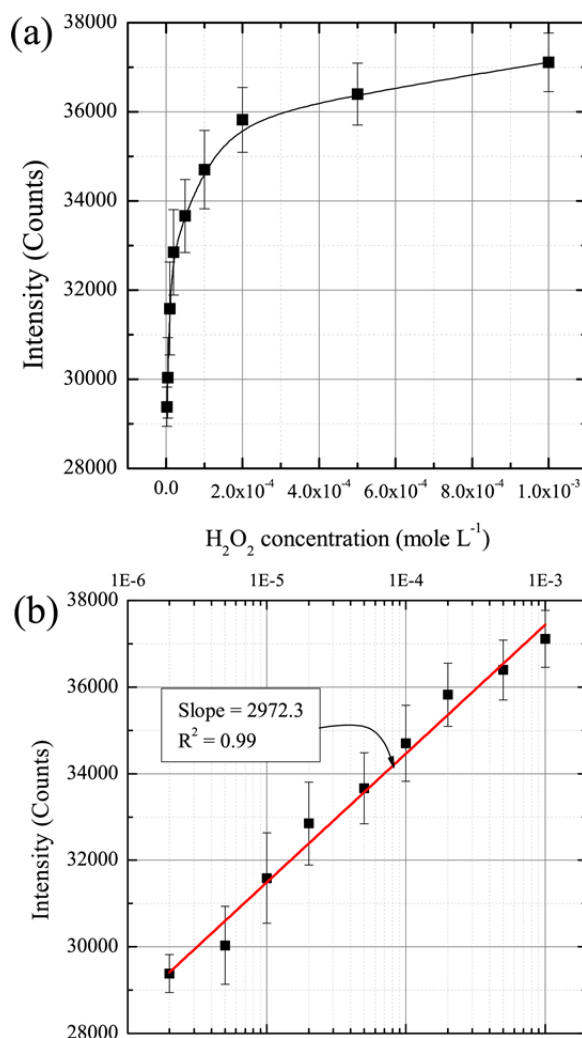 (a)
38000
36000
34000
32000
30000
28000
Intensity (Counts)
0.0 2.0x10⁻⁴ 4.0x10⁻⁴ 6.0x10⁻⁴ 8.0x10⁻⁴ 1.0x10⁻³
H₂O₂ concentration (mole L⁻¹)
(b)
1E-6 1E-5 1E-4 1E-3
38000
36000
34000
32000
30000
28000
Intensity (Counts)
Slope = 2972.3
R² = 0.99